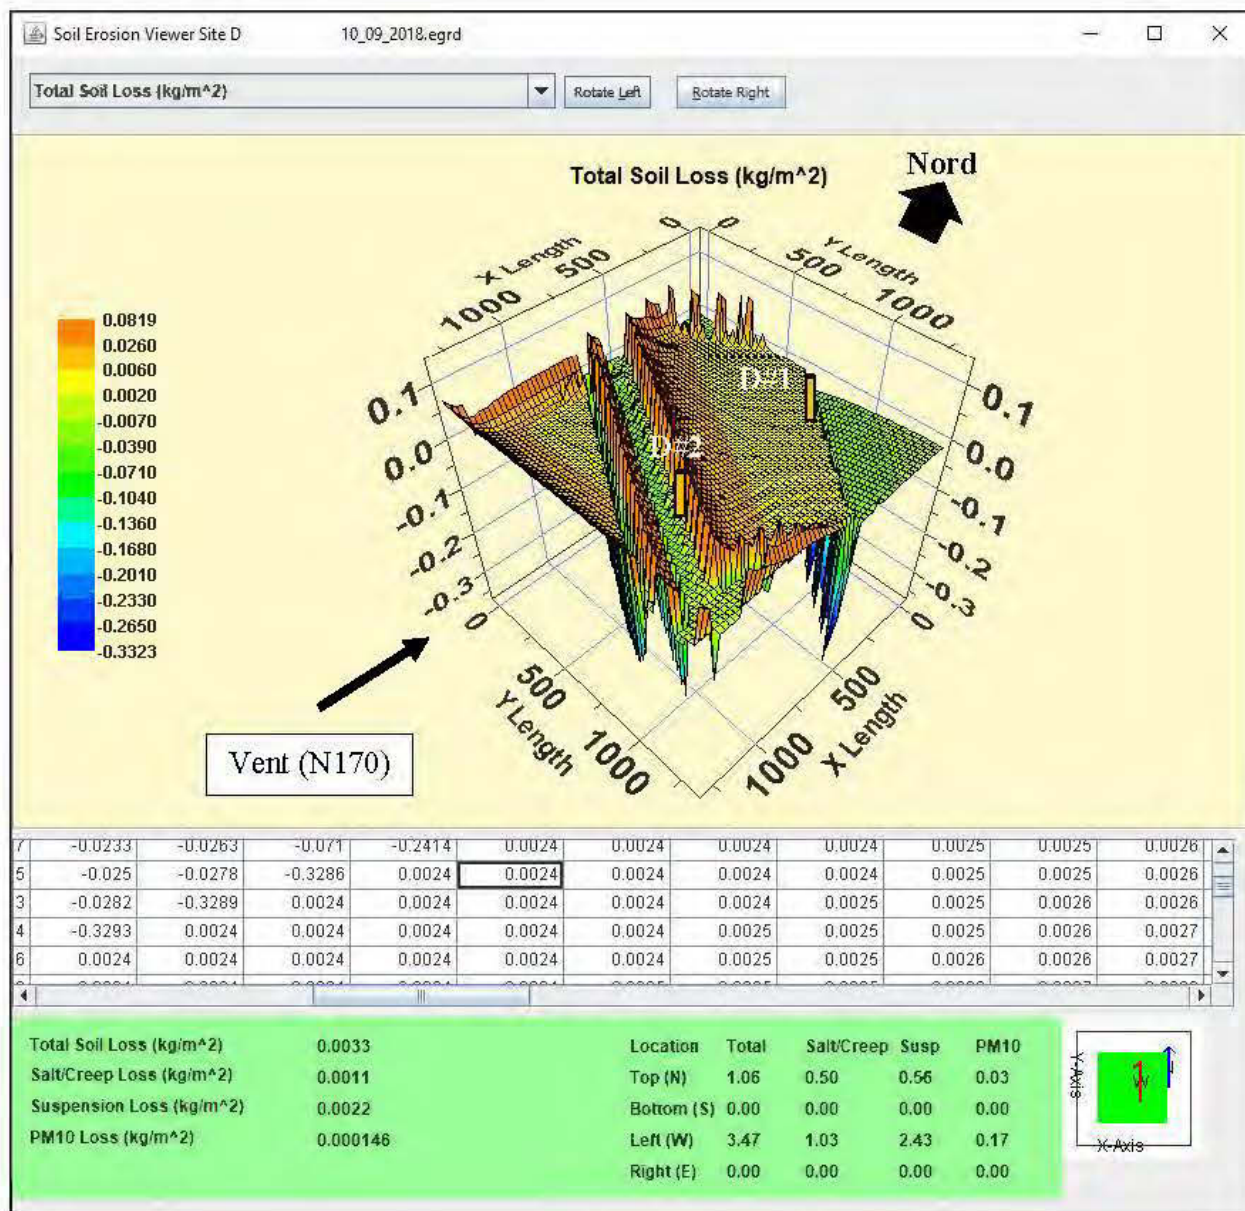 Soil Erosion Viewer Site D 10_09_2018.egrd
Total Soil Loss (kg/m^2) Rotate Left Rotate Right
Total Soil Loss (kg/m^2)
Nord
X Length
Y Length
0 0
500 500
1000 1000
0.0819
0.0260
0.0060
0.0020
-0.0070
-0.0390
-0.0710
-0.1040
-0.1360
-0.1680
-0.2010
-0.2330
-0.2650
-0.3323
0.1
0.0
-0.1
-0.2
-0.3
D#1
D#2
0.1
0.0
-0.1
-0.2
-0.3
0 0
500 500
1000 1000
Y Length
X Length
Vent (N170)
7 -0.0233 -0.0263 -0.071 -0.2414 0.0024 0.0024 0.0024 0.0024 0.0025 0.0025 0.0026
5 -0.025 -0.0278 -0.3286 0.0024 0.0024 0.0024 0.0024 0.0024 0.0025 0.0025 0.0026
3 -0.0282 -0.3289 0.0024 0.0024 0.0024 0.0024 0.0024 0.0025 0.0025 0.0026 0.0026
4 -0.3293 0.0024 0.0024 0.0024 0.0024 0.0024 0.0025 0.0025 0.0026 0.0026 0.0027
6 0.0024 0.0024 0.0024 0.0024 0.0024 0.0024 0.0025 0.0025 0.0026 0.0026 0.0027
Total Soil Loss (kg/m^2) 0.0033
Salt/Creep Loss (kg/m^2) 0.0011
Suspension Loss (kg/m^2) 0.0022
PM10 Loss (kg/m^2) 0.000146
Location Total Salt/Creep Susp PM10
Top (N) 1.06 0.50 0.56 0.03
Bottom (S) 0.00 0.00 0.00 0.00
Left (W) 3.47 1.03 2.43 0.17
Right (E) 0.00 0.00 0.00 0.00
Y-Axis
W
X-Axis